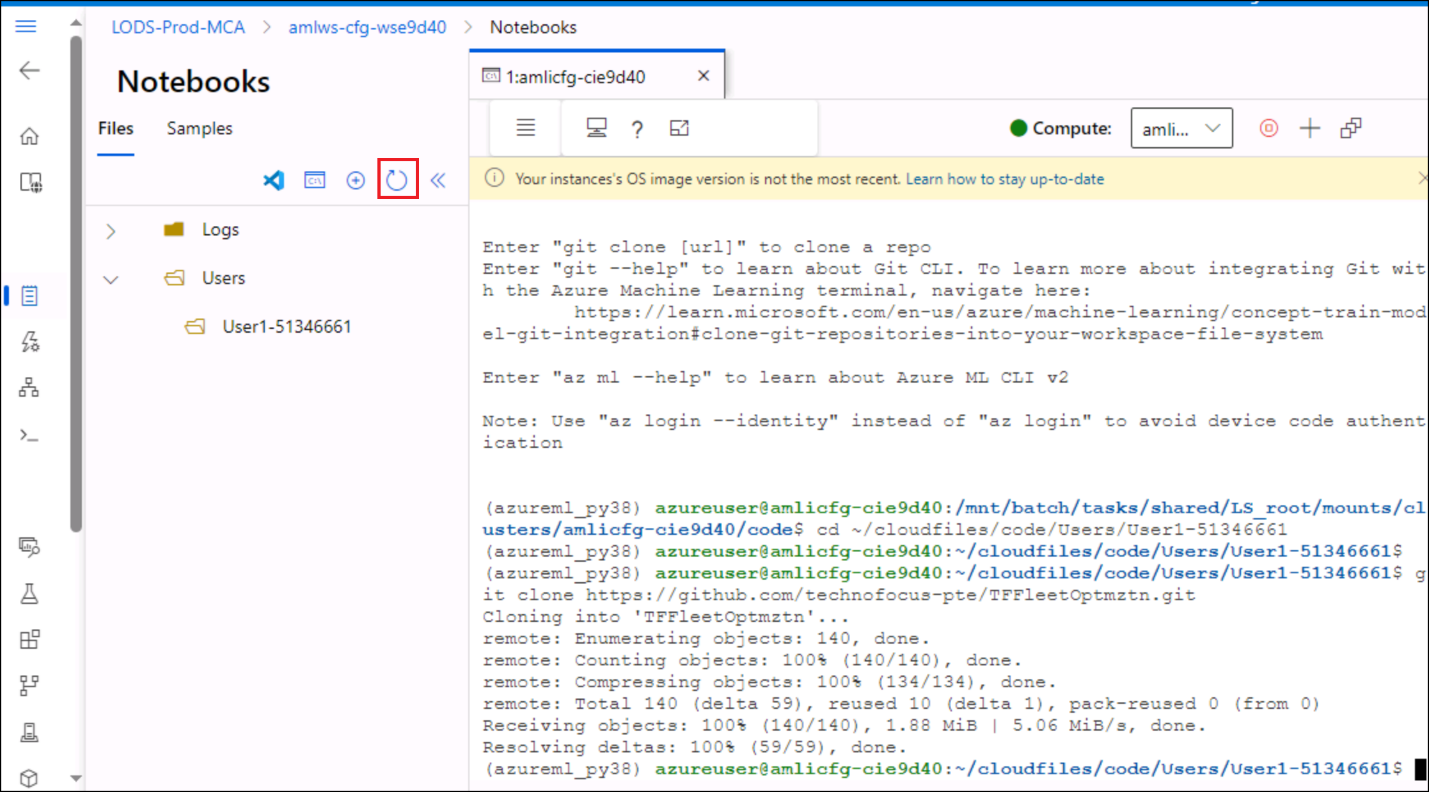 LODS-Prod-MCA > amlws-cfg-wse9d40 > Notebooks
Notebooks
Files Samples
Logs
Users
User1-51346661
1:amlicfg-cie9d40
? Compute: amli...
Your instances's OS image version is not the most recent. Learn how to stay up-to-date
Enter "git clone [url]" to clone a repo
Enter "git --help" to learn about Git CLI. To learn more about integrating Git wit
h the Azure Machine Learning terminal, navigate here:
https://learn.microsoft.com/en-us/azure/machine-learning/concept-train-mod
el-git-integration#clone-git-repositories-into-your-workspace-file-system
Enter "az ml --help" to learn about Azure ML CLI v2
Note: Use "az login --identity" instead of "az login" to avoid device code authent
ication
(azureml_py38) azureuser@amlicfg-cie9d40:/mnt/batch/tasks/shared/LS_root/mounts/cl
usters/amlicfg-cie9d40/code$ cd ~/cloudfiles/code/Users/User1-51346661
(azureml_py38) azureuser@amlicfg-cie9d40:~/cloudfiles/code/Users/User1-51346661$
(azureml_py38) azureuser@amlicfg-cie9d40:~/cloudfiles/code/Users/User1-51346661$ g
it clone https://github.com/technofocus-pte/TFFleetOptmztn.git
Cloning into 'TFFleetOptmztn'...
remote: Enumerating objects: 140, done.
remote: Counting objects: 100% (140/140), done.
remote: Compressing objects: 100% (134/134), done.
remote: Total 140 (delta 59), reused 10 (delta 1), pack-reused 0 (from 0)
Receiving objects: 100% (140/140), 1.88 MiB | 5.06 MiB/s, done.
Resolving deltas: 100% (59/59), done.
(azureml_py38) azureuser@amlicfg-cie9d40:~/cloudfiles/code/Users/User1-51346661$